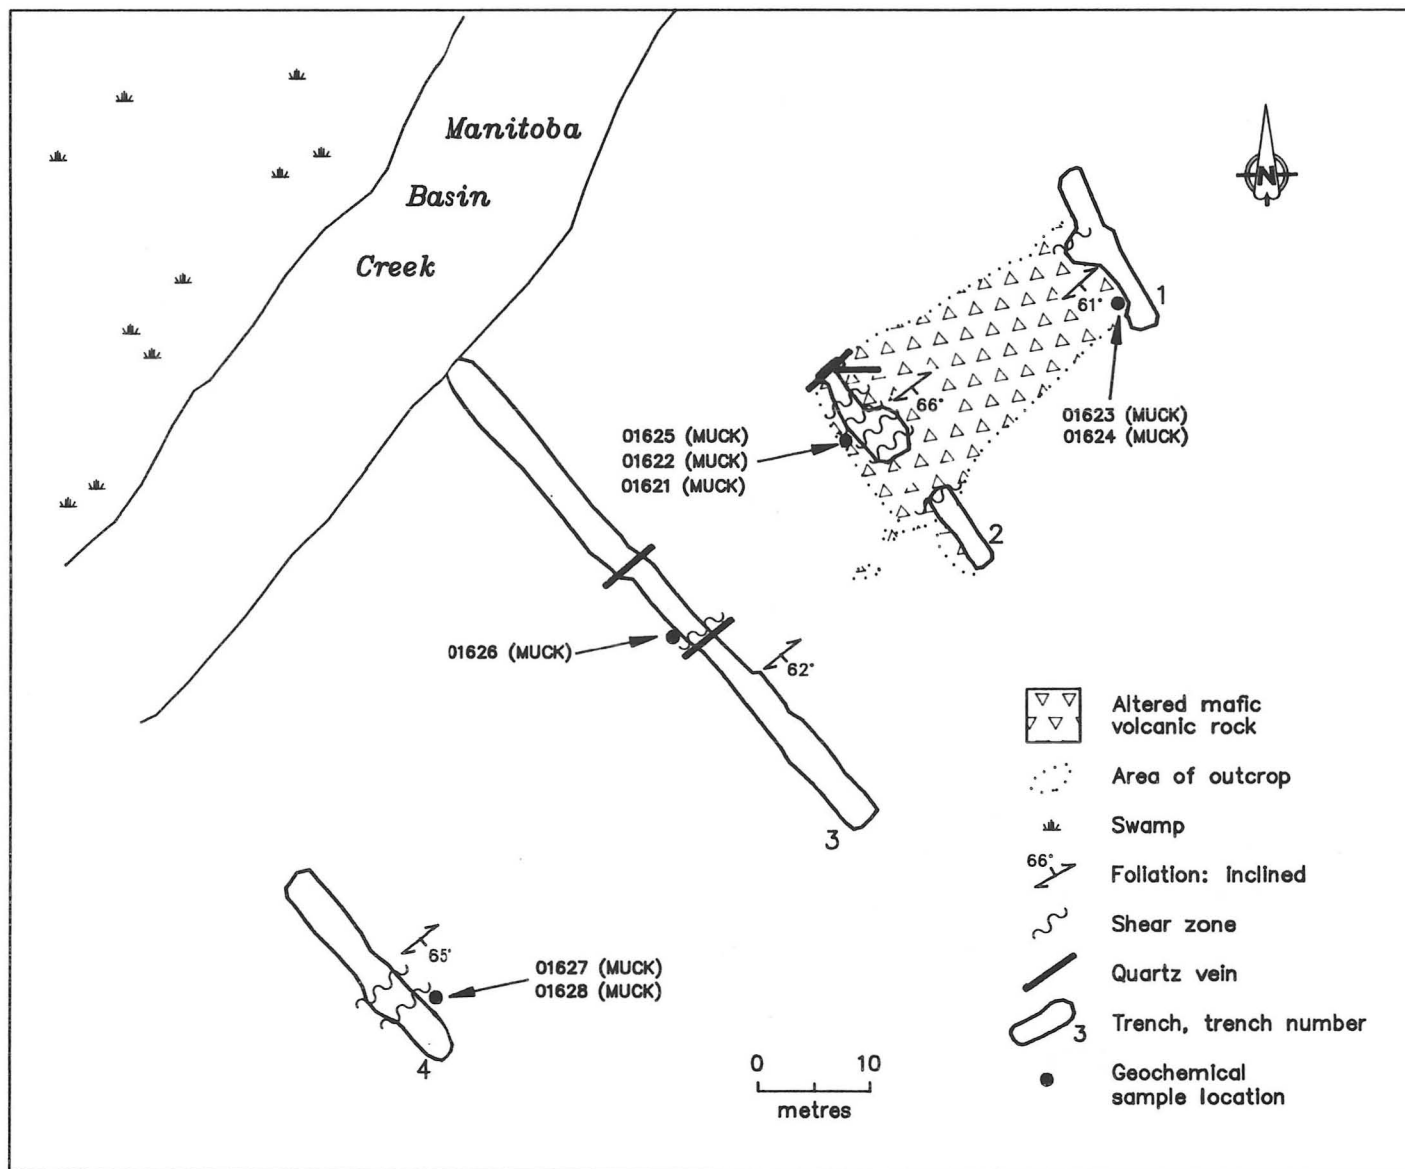 Manitoba
Basin
Creek
N
61°
1
66°
01623 (MUCK)
01624 (MUCK)
01625 (MUCK)
01622 (MUCK)
01621 (MUCK)
2
01626 (MUCK)
62°
3
65°
01627 (MUCK)
01628 (MUCK)
4
0 10
metres
Altered mafic
volcanic rock
Area of outcrop
Swamp
66°
Foliation: inclined
Shear zone
Quartz vein
3
Trench, trench number
Geochemical
sample location